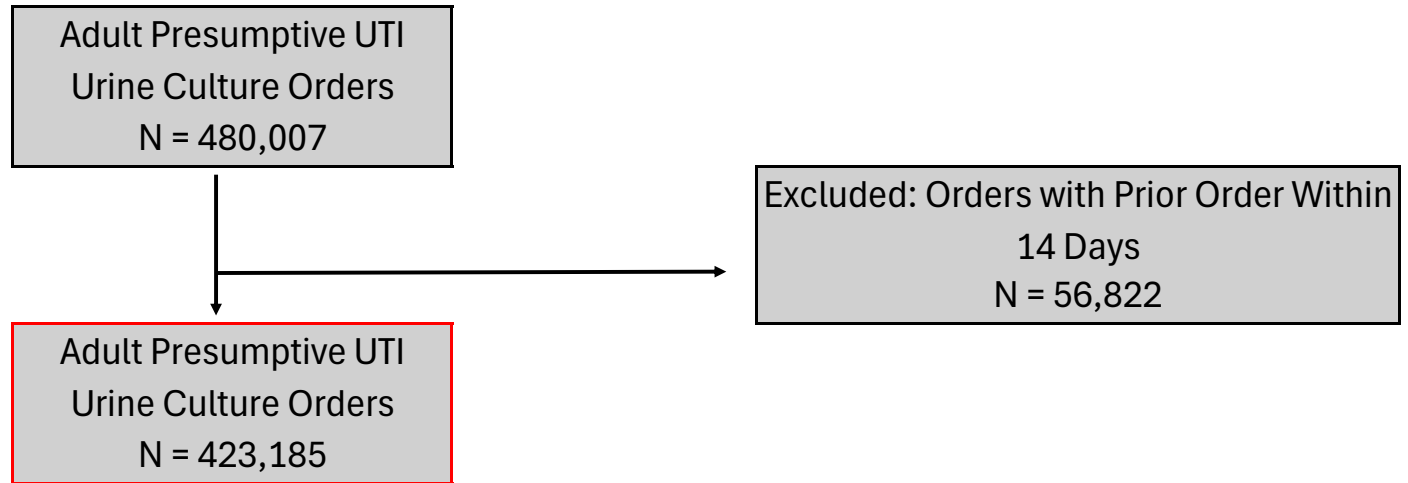 Adult Presumptive UTI
Urine Culture Orders
N = 480,007
Excluded: Orders with Prior Order Within
14 Days
N = 56,822
Adult Presumptive UTI
Urine Culture Orders
N = 423,185